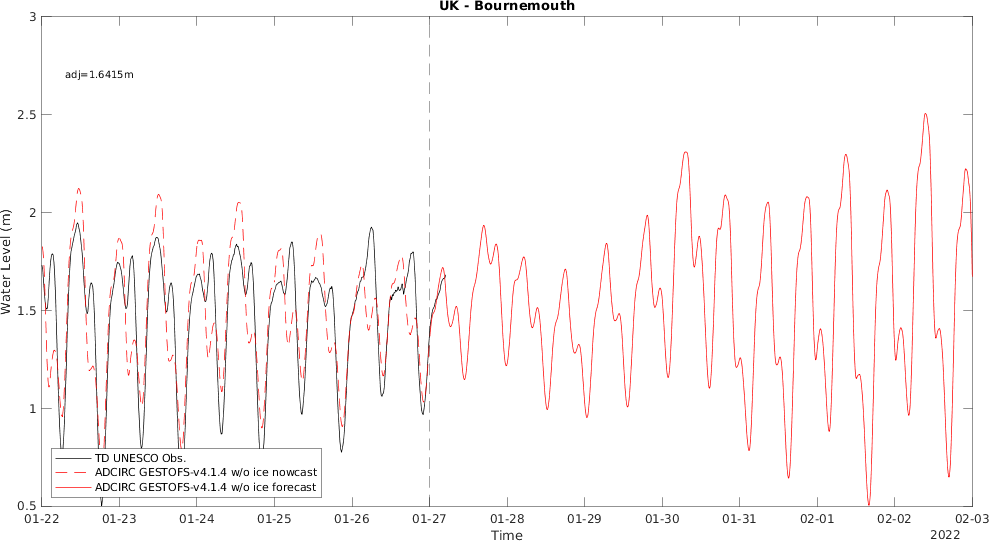 UK - Bournemouth
3
adj=1.6415m
2.5
2
Water Level (m)
1.5
1
TD UNESCO Obs.
ADCIRC GESTOFS-v4.1.4 w/o ice nowcast
ADCIRC GESTOFS-v4.1.4 w/o ice forecast
0.5
01-22 01-23 01-24 01-25 01-26 01-27 01-28 01-29 01-30 01-31 02-01 02-02 02-03
Time
2022